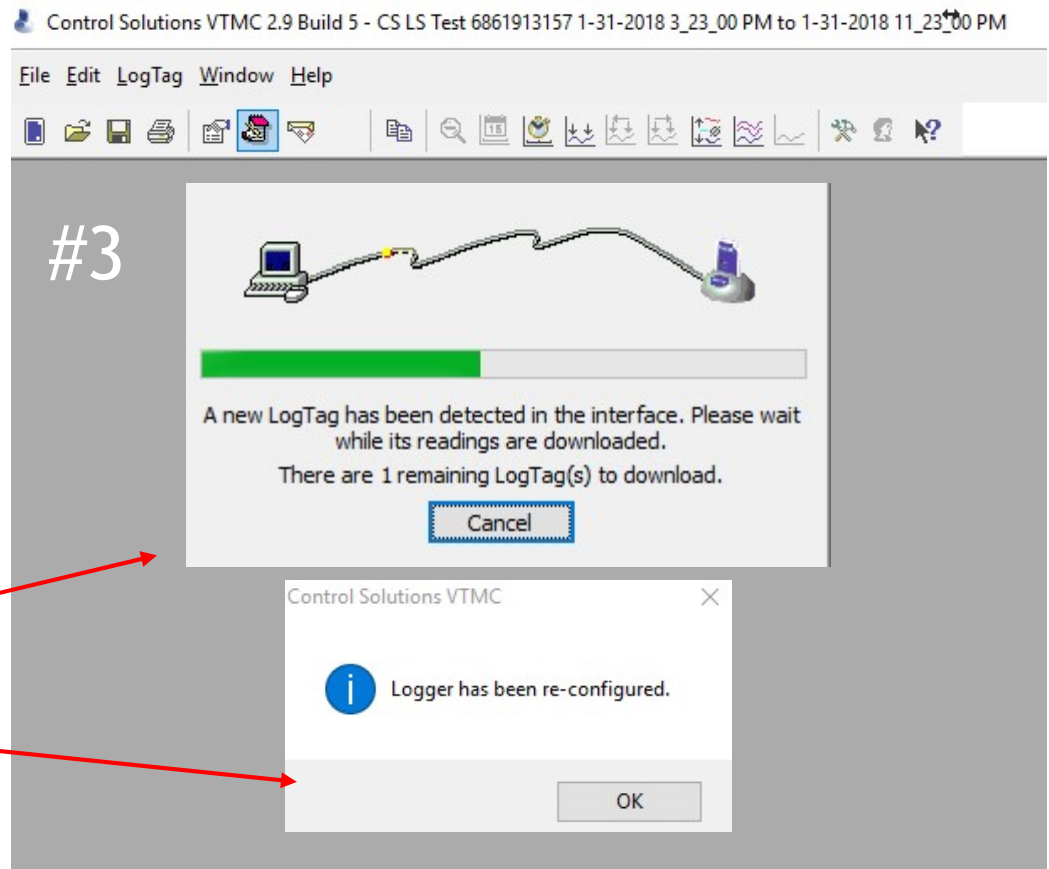 Control Solutions VTMC 2.9 Build 5 - CS LS Test 6861913157 1-31-2018 3_23_00 PM to 1-31-2018 11_23_00 PM
File Edit LogTag Window Help
#3
A new LogTag has been detected in the interface. Please wait
while its readings are downloaded.
There are 1 remaining LogTag(s) to download.
Cancel
Control Solutions VTMC
Logger has been re-configured.
OK